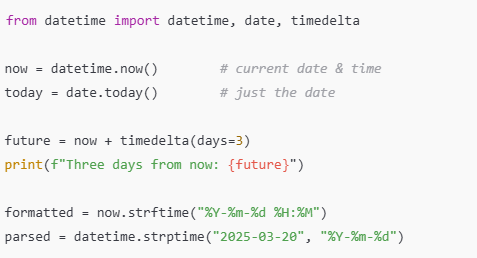 from datetime import datetime, date, timedelta
now = datetime.now()        # current date & time
today = date.today()        # just the date
future = now + timedelta(days=3)
print(f"Three days from now: {future}")
formatted = now.strftime("%Y-%m-%d %H:%M")
parsed = datetime.strptime("2025-03-20", "%Y-%m-%d")